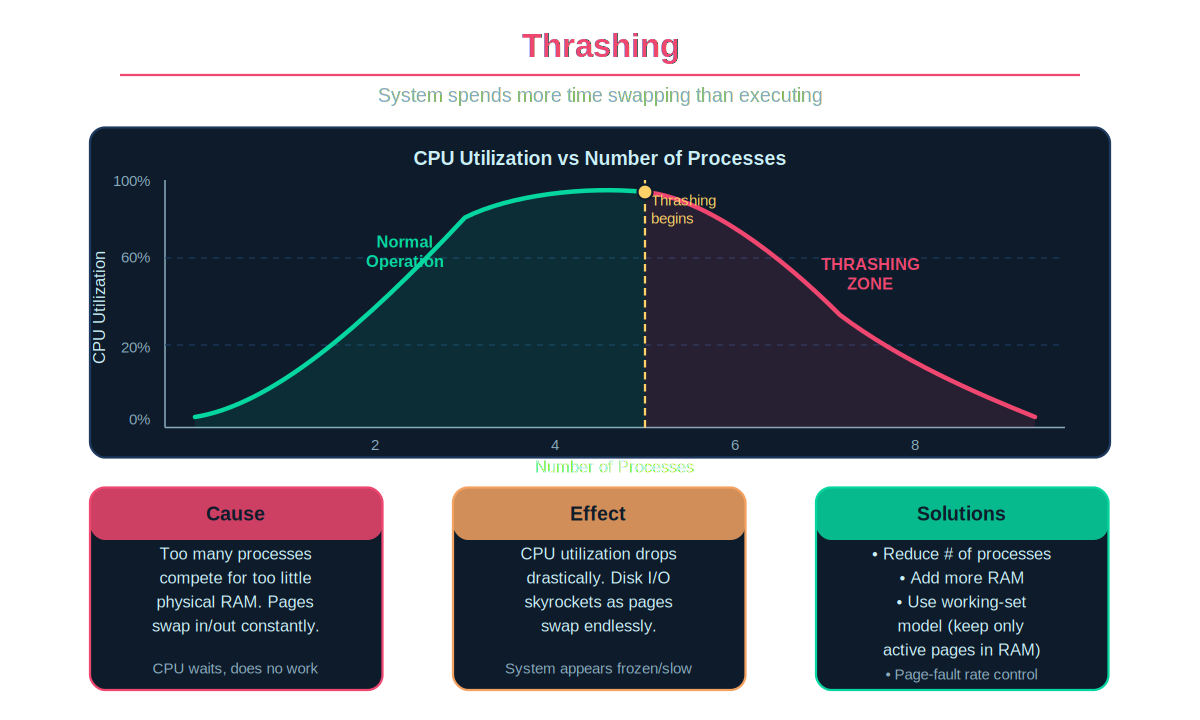 Thrashing
System spends more time swapping than executing
CPU Utilization vs Number of Processes
100%
60%
20%
0%
CPU Utilization
Normal
Operation
Thrashing
begins
THRASHING
ZONE
2
4
6
8
Number of Processes
Cause
Too many processes
compete for too little
physical RAM. Pages
swap in/out constantly.
CPU waits, does no work
Effect
CPU utilization drops
drastically. Disk I/O
skyrockets as pages
swap endlessly.
System appears frozen/slow
Solutions
• Reduce # of processes
• Add more RAM
• Use working-set
model (keep only
active pages in RAM)
• Page-fault rate control